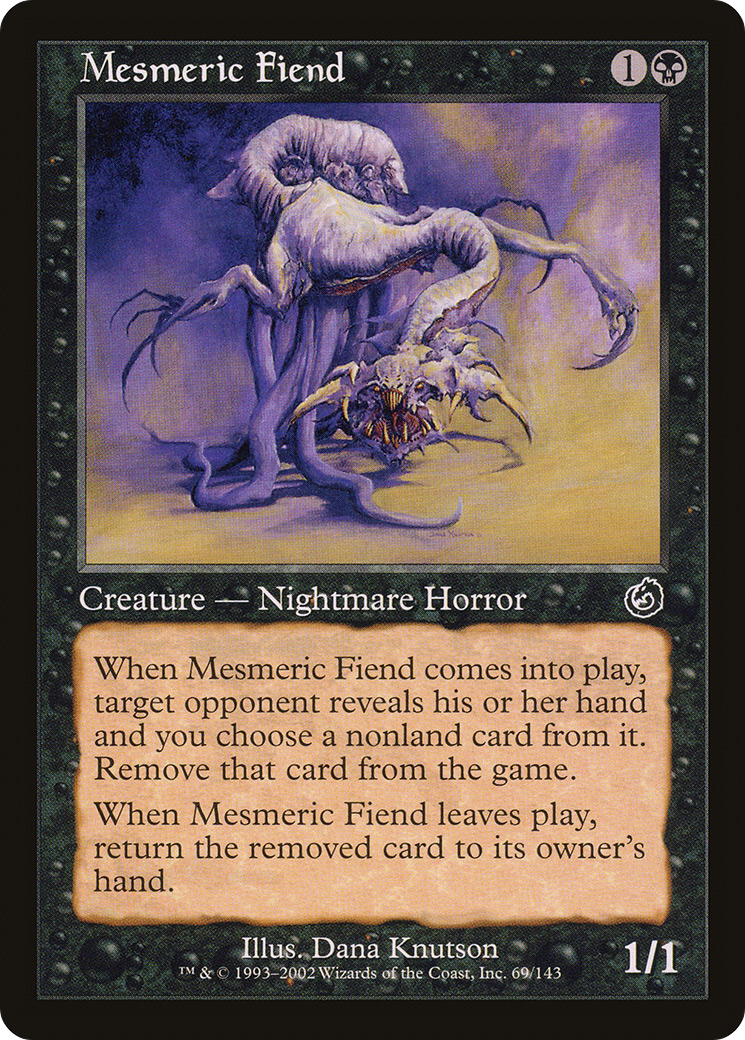 Mesmeric Fiend 1
Creature — Nightmare Horror
When Mesmeric Fiend comes into play,
target opponent reveals his or her hand
and you choose a nonland card from it.
Remove that card from the game.
When Mesmeric Fiend leaves play,
return the removed card to its owner's
hand.
Illus. Dana Knutson
1/1
™ & © 1993–2002 Wizards of the Coast, Inc. 69/143